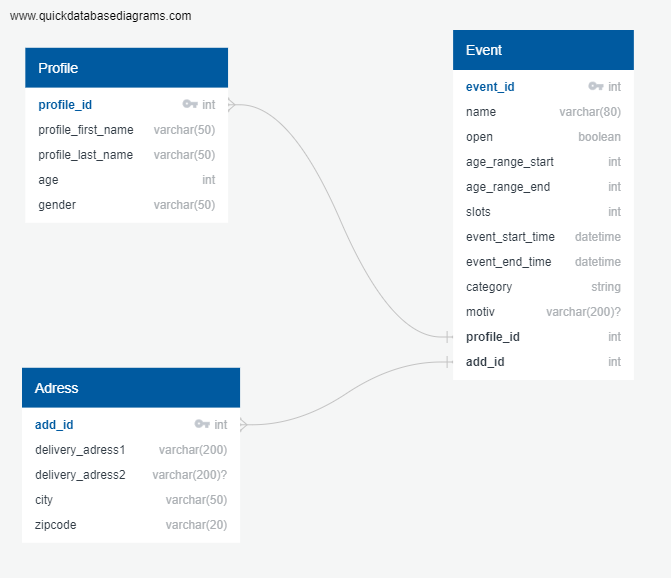 www.quickdatabasediagrams.com
Profile
profile_id int
profile_first_name varchar(50)
profile_last_name varchar(50)
age int
gender varchar(50)
Event
event_id int
name varchar(80)
open boolean
age_range_start int
age_range_end int
slots int
event_start_time datetime
event_end_time datetime
category string
motiv varchar(200)?
profile_id int
add_id int
Adress
add_id int
delivery_adress1 varchar(200)
delivery_adress2 varchar(200)?
city varchar(50)
zipcode varchar(20)